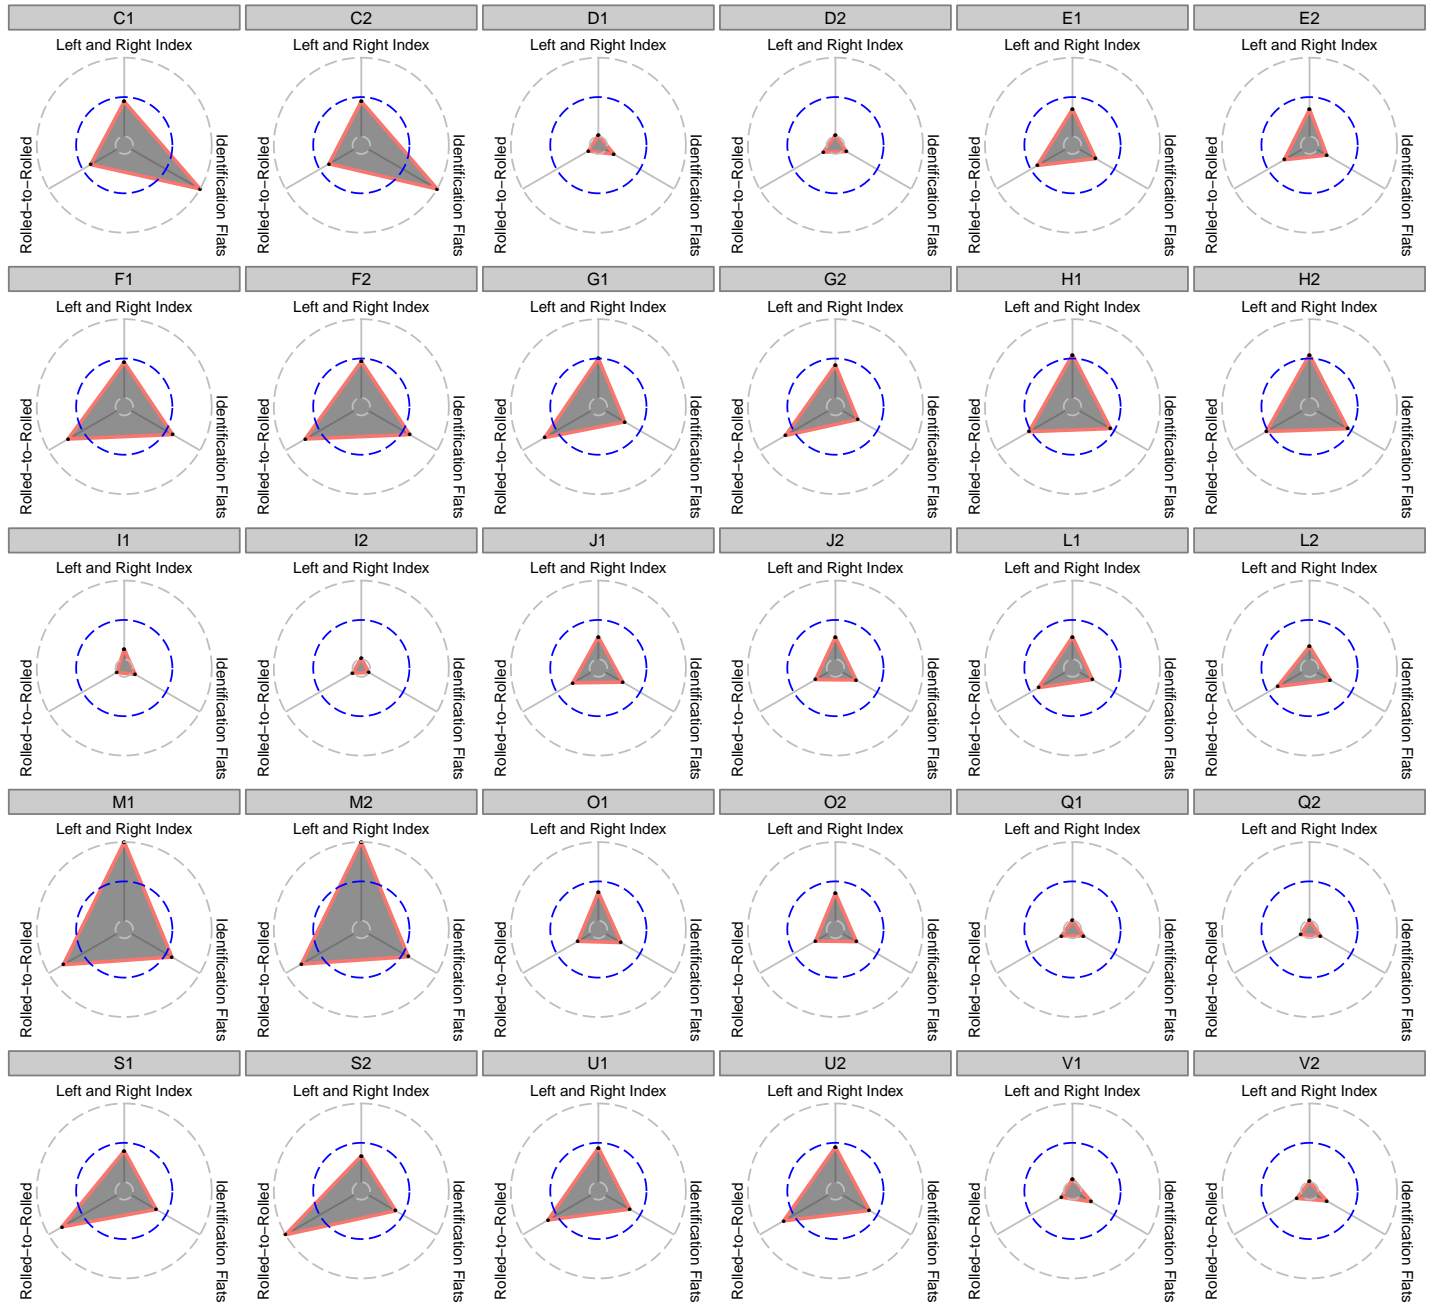 C1 C2 D1 D2 E1 E2
Left and Right Index Left and Right Index Left and Right Index Left and Right Index Left and Right Index Left and Right Index
Rolled−to−Rolled Identification Flats Rolled−to−Rolled Identification Flats Rolled−to−Rolled Identification Flats Rolled−to−Rolled Identification Flats Rolled−to−Rolled Identification Flats Rolled−to−Rolled Identification Flats
F1 F2 G1 G2 H1 H2
Left and Right Index Left and Right Index Left and Right Index Left and Right Index Left and Right Index Left and Right Index
Rolled−to−Rolled Identification Flats Rolled−to−Rolled Identification Flats Rolled−to−Rolled Identification Flats Rolled−to−Rolled Identification Flats Rolled−to−Rolled Identification Flats Rolled−to−Rolled Identification Flats
I1 I2 J1 J2 L1 L2
Left and Right Index Left and Right Index Left and Right Index Left and Right Index Left and Right Index Left and Right Index
Rolled−to−Rolled Identification Flats Rolled−to−Rolled Identification Flats Rolled−to−Rolled Identification Flats Rolled−to−Rolled Identification Flats Rolled−to−Rolled Identification Flats Rolled−to−Rolled Identification Flats
M1 M2 O1 O2 Q1 Q2
Left and Right Index Left and Right Index Left and Right Index Left and Right Index Left and Right Index Left and Right Index
Rolled−to−Rolled Identification Flats Rolled−to−Rolled Identification Flats Rolled−to−Rolled Identification Flats Rolled−to−Rolled Identification Flats Rolled−to−Rolled Identification Flats Rolled−to−Rolled Identification Flats
S1 S2 U1 U2 V1 V2
Left and Right Index Left and Right Index Left and Right Index Left and Right Index Left and Right Index Left and Right Index
Rolled−to−Rolled Identification Flats Rolled−to−Rolled Identification Flats Rolled−to−Rolled Identification Flats Rolled−to−Rolled Identification Flats Rolled−to−Rolled Identification Flats Rolled−to−Rolled Identification Flats